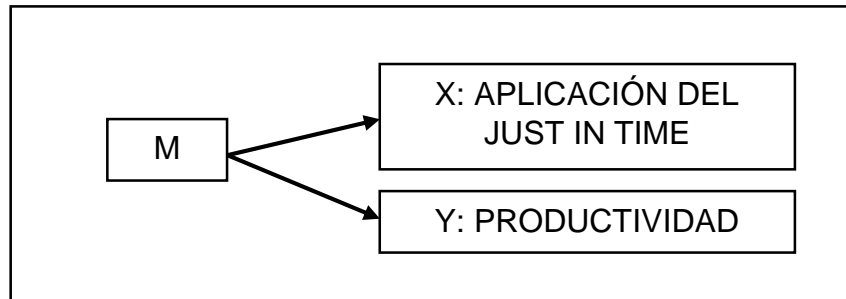 X: APLICACIÓN DEL
JUST IN TIME
M
Y: PRODUCTIVIDAD